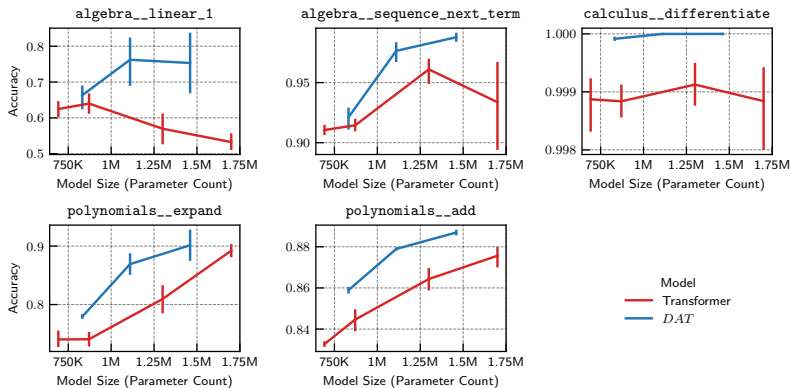 algebra__linear_1
algebra__sequence_next_term
calculus__differentiate
Accuracy
0.8
0.7
0.6
0.5
0.95
0.90
1.000
0.999
0.998
750K 1M 1.25M 1.5M 1.75M
750K 1M 1.25M 1.5M 1.75M
750K 1M 1.25M 1.5M 1.75M
Model Size (Parameter Count)
Model Size (Parameter Count)
Model Size (Parameter Count)
polynomials__expand
polynomials__add
Accuracy
0.9
0.8
0.88
0.86
0.84
750K 1M 1.25M 1.5M 1.75M
750K 1M 1.25M 1.5M 1.75M
Model Size (Parameter Count)
Model Size (Parameter Count)
Model
Transformer
DAT